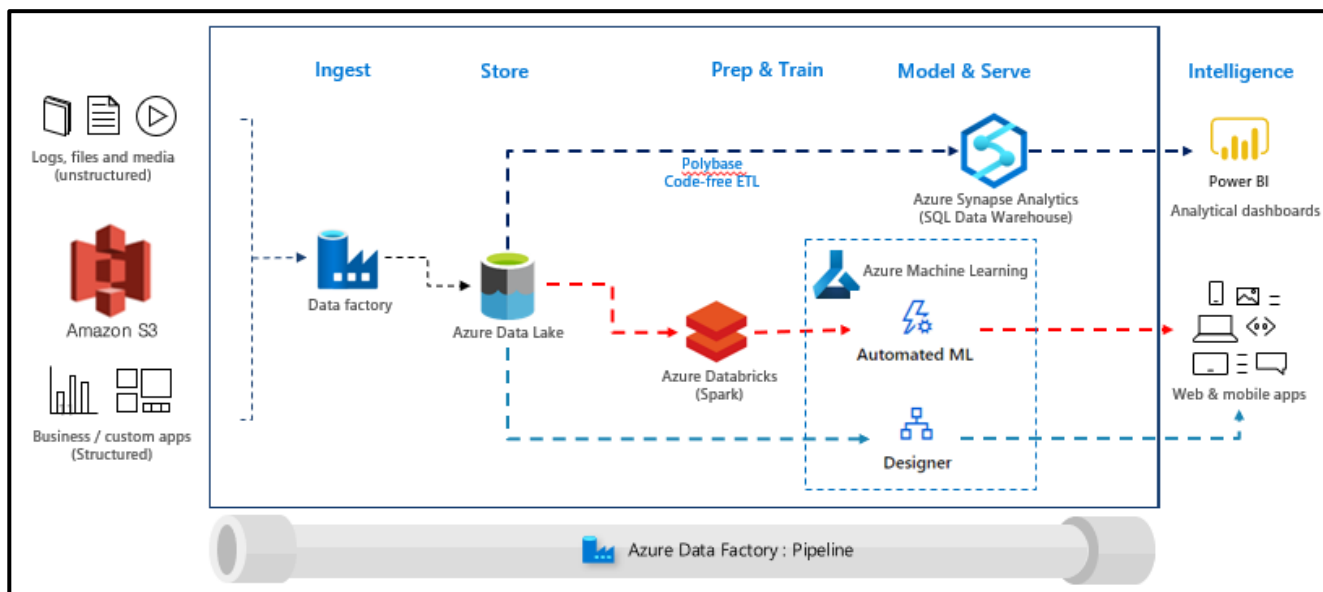 Ingest
Store
Prep & Train
Model & Serve
Intelligence
Logs, files and media
(unstructured)
Amazon S3
Business / custom apps
(Structured)
Data factory
Azure Data Lake
Polybase
Code-free ETL
Azure Databricks
(Spark)
Azure Synapse Analytics
(SQL Data Warehouse)
Azure Machine Learning
Automated ML
Designer
Power BI
Analytical dashboards
Web & mobile apps
Azure Data Factory : Pipeline